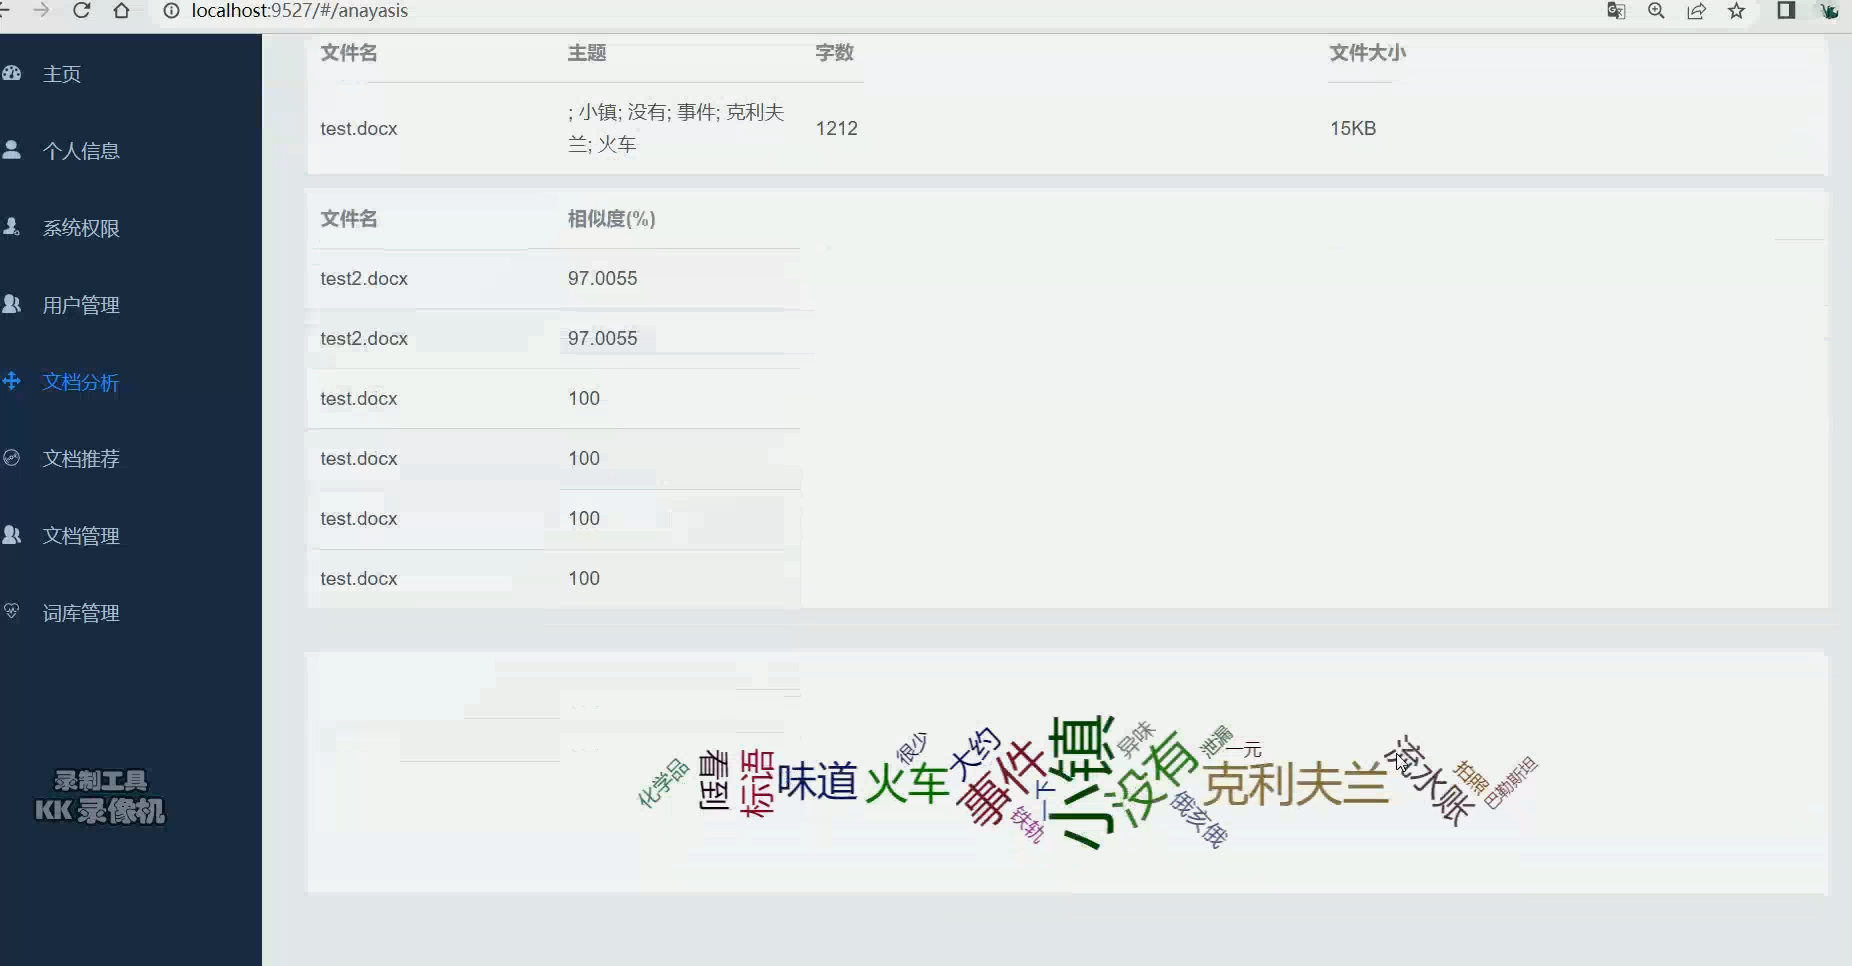 localhost:9527/#/anayasis
主页
个人信息
系统权限
用户管理
文档分析
文档推荐
文档管理
词库管理
录制工具
KK 录像机
文件名 主题 字数 文件大小
test.docx ; 小镇; 没有; 事件; 克利夫兰; 火车 1212 15KB
文件名 相似度(%)
test2.docx 97.0055
test2.docx 97.0055
test.docx 100
test.docx 100
test.docx 100
test.docx 100
化学品
看到
标语
味道
火车
很少
大约
事件
铁轨
一下
小镇
异味
没有
泄漏
一元
俄亥俄
克利夫兰
流水账
拍照
巴勒斯坦